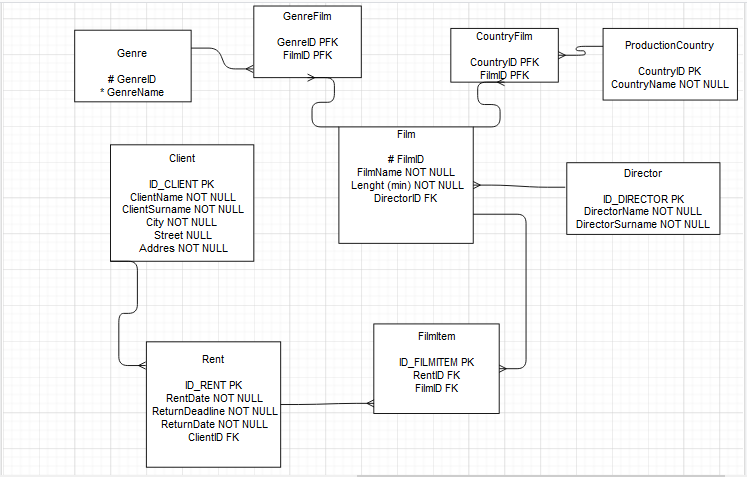 GenreFilm
GenreID PFK
FilmID PFK
CountryFilm
CountryID PFK
FilmID PFK
ProductionCountry
CountryID PK
CountryName NOT NULL
Genre
# GenreID
* GenreName
Film
# FilmID
FilmName NOT NULL
Lenght (min) NOT NULL
DirectorID FK
Client
ID_CLIENT PK
ClientName NOT NULL
ClientSurname NOT NULL
City NOT NULL
Street NULL
Addres NOT NULL
Director
ID_DIRECTOR PK
DirectorName NOT NULL
DirectorSurname NOT NULL
Rent
ID_RENT PK
RentDate NOT NULL
ReturnDeadline NOT NULL
ReturnDate NOT NULL
ClientID FK
FilmItem
ID_FILMITEM PK
RentID FK
FilmID FK